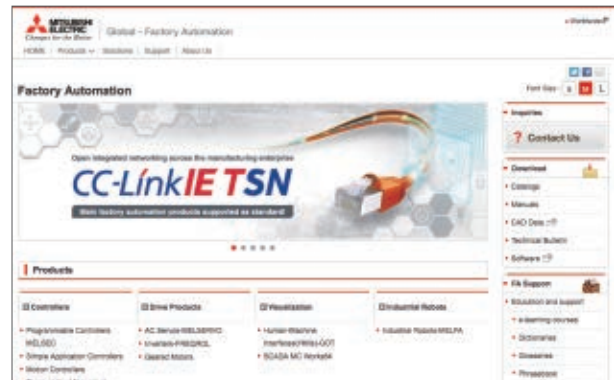 MITSUBISHI
ELECTRIC
Changes for the Better
Global - Factory Automation
HOME
Products
Solutions
Support
About Us
Font Size S M L
Factory Automation
Open integrated networking across the manufacturing enterprise
CC-Link IE TSN
Main factory automation products supported as standard!
Inquiries
? Contact Us
Download
Catalogs
Manuals
CAD Data
Technical Bulletin
Software
Products
FA Support
Education and support
e-learning courses
Dictionaries
Glossaries
Phrasebook
Controllers
Programmable Controllers
MELSEC
Simple Application Controllers
Motion Controllers
Drive Products
AC Servos-MELSERVO
Inverters-FREQROL
Geared Motors
Visualization
Human-Machine
Interfaces(HMIs)-GOT
SCADA MC Works64
Industrial Robots
Industrial Robots-MELFA